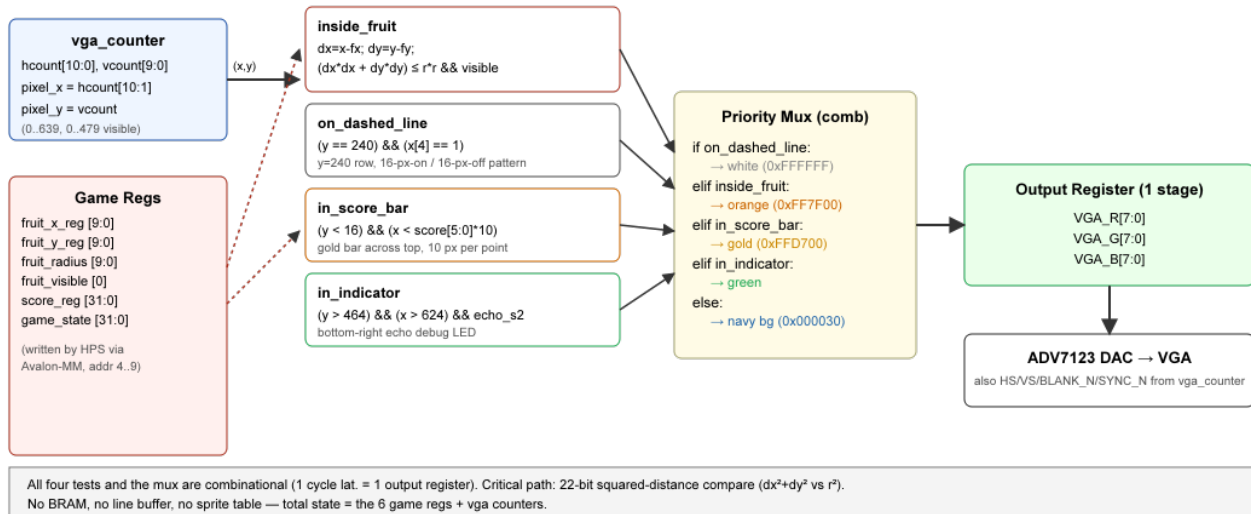 vga_counter
hcount[10:0], vcount[9:0]
pixel_x = hcount[10:1]
pixel_y = vcount
(0..639, 0..479 visible)
(x,y)
Game Regs
fruit_x_reg [9:0]
fruit_y_reg [9:0]
fruit_radius [9:0]
fruit_visible [0]
score_reg [31:0]
game_state [31:0]
(written by HPS via
Avalon-MM, addr 4..9)
inside_fruit
dx=x-fx; dy=y-fy;
(dx*dx + dy*dy) ≤ r*r && visible
on_dashed_line
(y == 240) && (x[4] == 1)
y=240 row, 16-px-on / 16-px-off pattern
in_score_bar
(y < 16) && (x < score[5:0]*10)
gold bar across top, 10 px per point
in_indicator
(y > 464) && (x > 624) && echo_s2
bottom-right echo debug LED
Priority Mux (comb)
if on_dashed_line:
→ white (0xFFFFFF)
elif inside_fruit:
→ orange (0xFF7F00)
elif in_score_bar:
→ gold (0xFFD700)
elif in_indicator:
→ green
else:
→ navy bg (0x000030)
Output Register (1 stage)
VGA_R[7:0]
VGA_G[7:0]
VGA_B[7:0]
ADV7123 DAC → VGA
also HS/VS/BLANK_N/SYNC_N from vga_counter
All four tests and the mux are combinational (1 cycle lat. = 1 output register). Critical path: 22-bit squared-distance compare (dx²+dy² vs r²).
No BRAM, no line buffer, no sprite table — total state = the 6 game regs + vga counters.